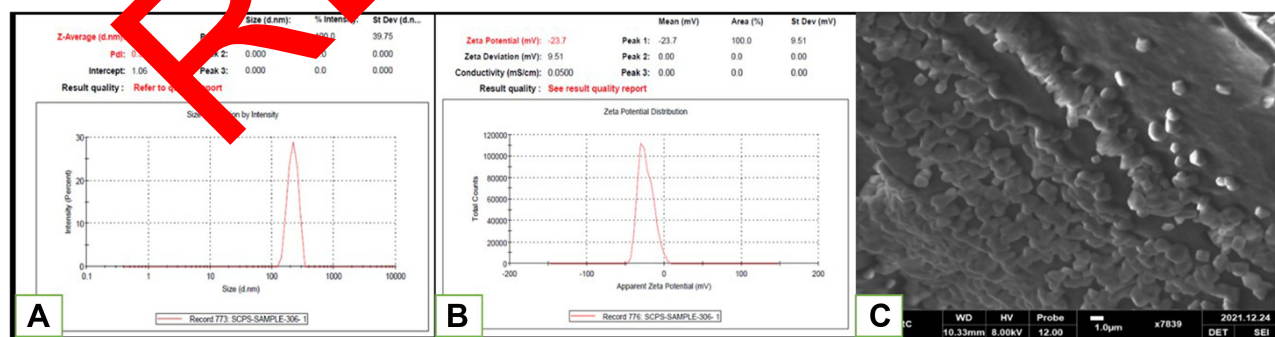 Size (d.nm): % Intensity: St Dev (d.n...
Z-Average (d.nm) 39.75
PdI: Peak 2: 0.000 0.000
Intercept: 1.06 Peak 3: 0.000 0.0 0.000
Result quality : Refer to report
by Intensity
Intensity (Percent)
30
20
10
0
0.1 1 10 100 1000 10000
Size (d.nm)
Record 773: SCPS-SAMPLE-306- 1
A
Mean (mV) Area (%) St Dev (mV)
Zeta Potential (mV): -23.7 Peak 1: -23.7 100.0 9.51
Zeta Deviation (mV): 9.51 Peak 2: 0.00 0.0 0.00
Conductivity (mS/cm): 0.0500 Peak 3: 0.00 0.0 0.00
Result quality : See result quality report
Zeta Potential Distribution
Total Counts
120000
100000
80000
60000
40000
20000
0
-200 -100 0 100 200
Apparent Zeta Potential (mV)
Record 776: SCPS-SAMPLE-306- 1
B
C
WD HV Probe 2021.12.24
10.33mm 8.00kV 12.00 1.0μm x7839 DET SEI